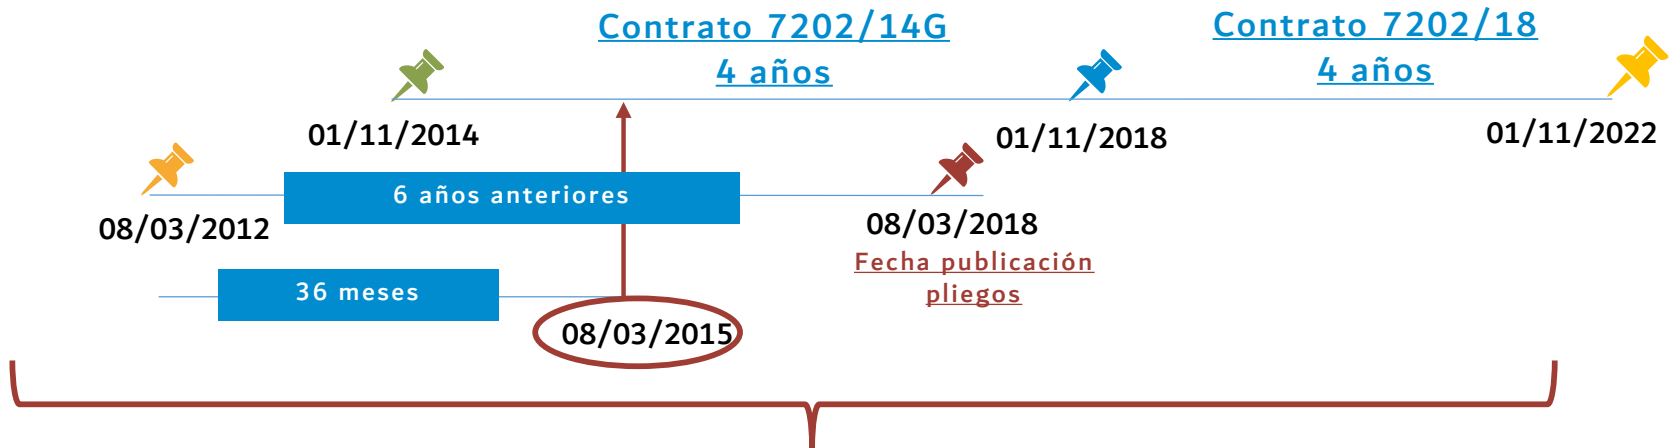 Contrato 7202/14G
4 años
Contrato 7202/18
4 años
01/11/2014
01/11/2018
01/11/2022
6 años anteriores
08/03/2012
08/03/2018
Fecha publicación
pliegos
36 meses
08/03/2015